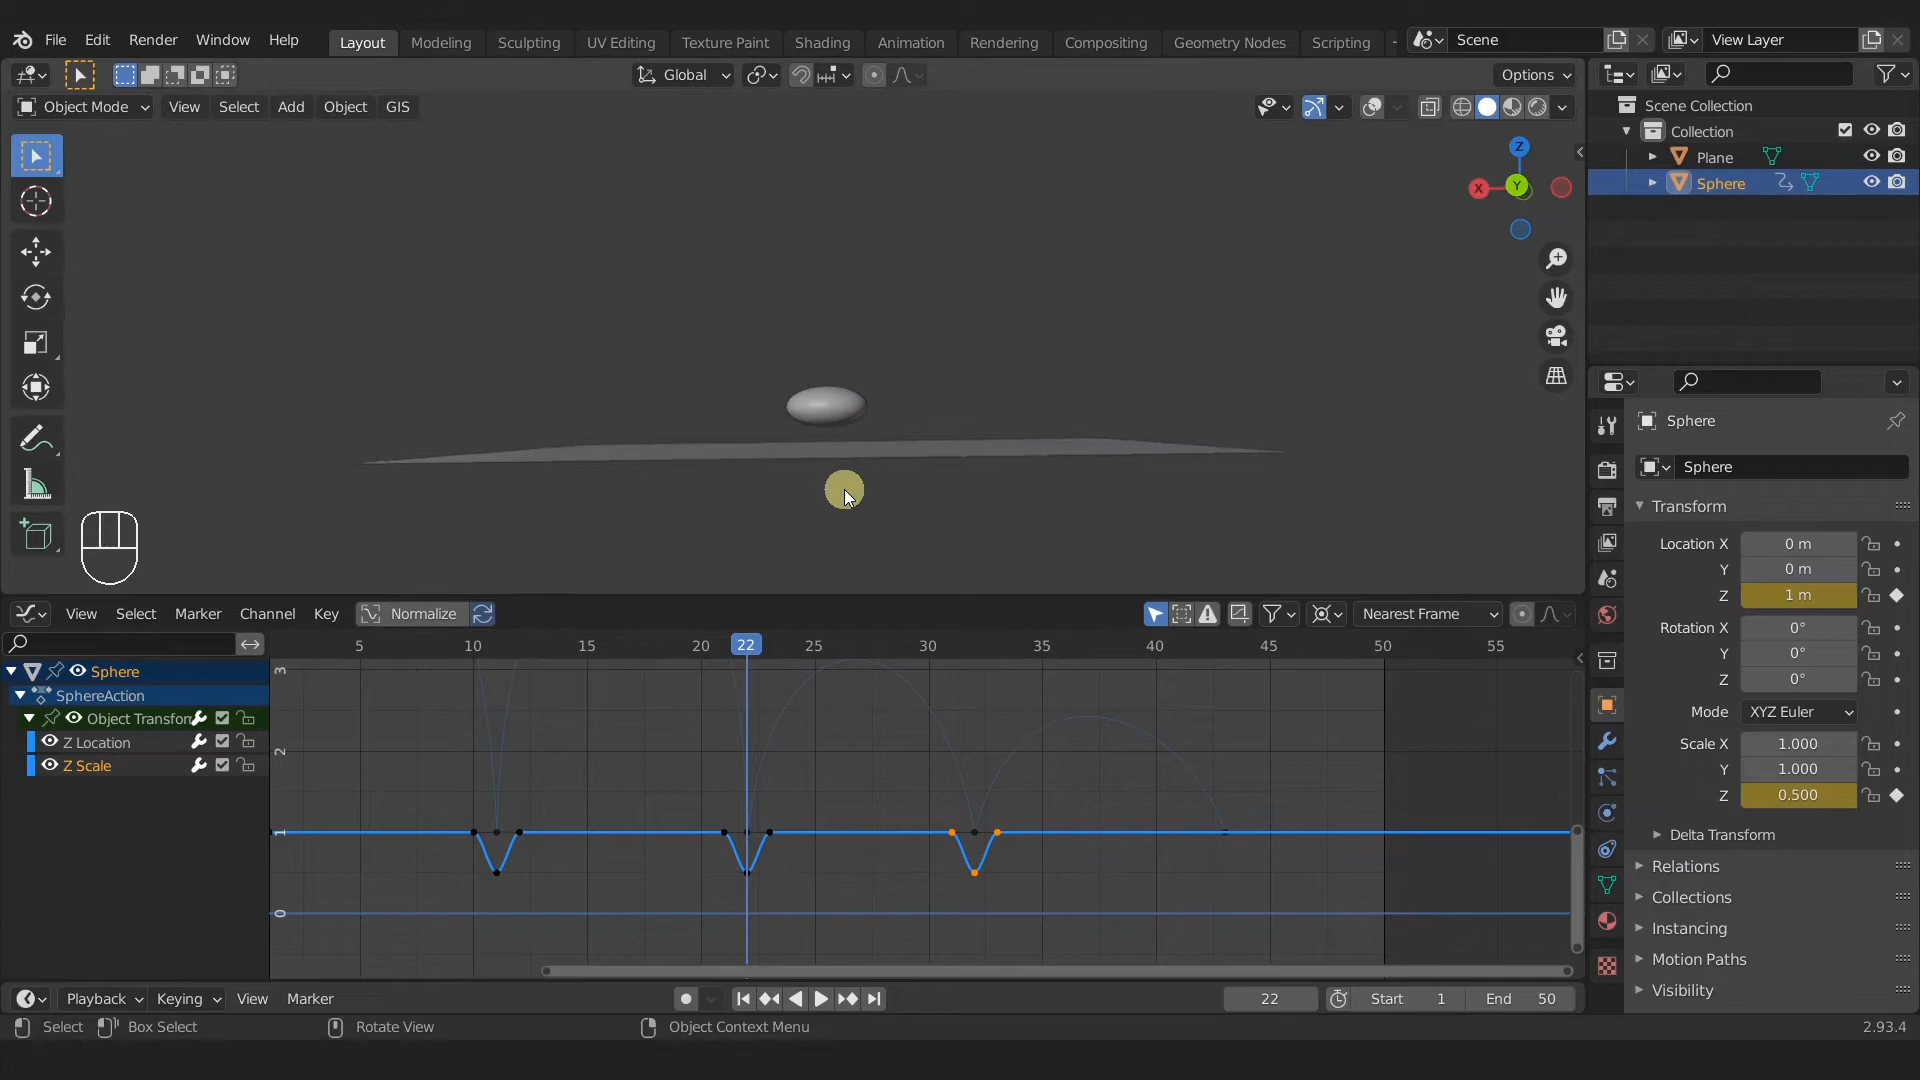 File Edit Render Window Help Layout Modeling Sculpting UV Editing Texture Paint Shading Animation Rendering Compositing Geometry Nodes Scripting Scene View Layer
Global Options
Object Mode View Select Add Object GIS
Scene Collection
Collection
Plane
Sphere
Z
X Y
Sphere
Sphere
Transform
Location X 0 m
Y 0 m
Z 1 m
Rotation X 0°
Y 0°
Z 0°
Mode XYZ Euler
Scale X 1.000
Y 1.000
Z 0.500
Delta Transform
Relations
Collections
Instancing
Motion Paths
Visibility
View Select Marker Channel Key Normalize Nearest Frame
5 10 15 20 22 25 30 35 40 45 50 55
Sphere
SphereAction
Object Transfor
Z Location
Z Scale
3
2
1
0
Playback Keying View Marker 22 Start 1 End 50
Select Box Select Rotate View Object Context Menu 2.93.4